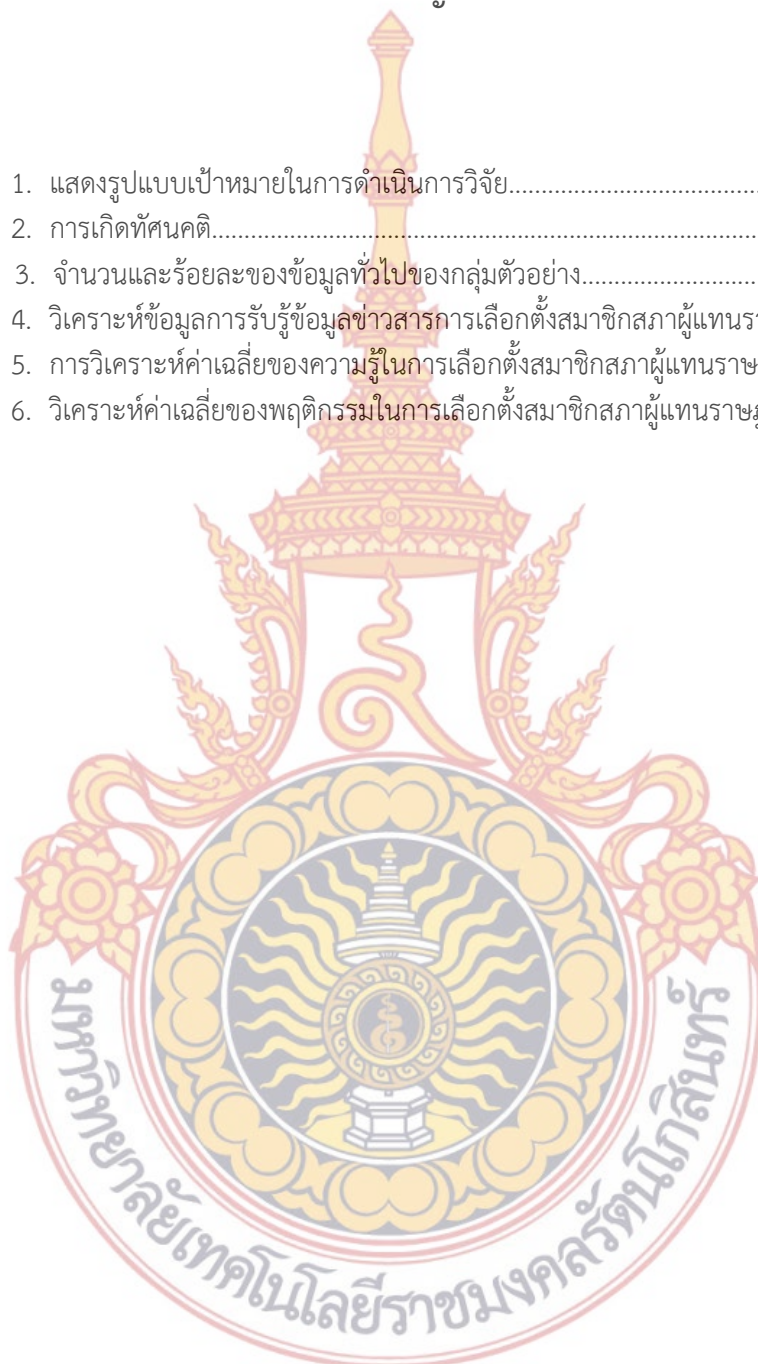 1. แสดงรูปแบบเป้าหมายในการดำเนินการวิจัย.......................................
2. การเกิดทัศนคติ....................................................................................
3. จำนวนและร้อยละของข้อมูลทั่วไปของกลุ่มตัวอย่าง...........................
4. วิเคราะห์ข้อมูลการรับรู้ข้อมูลข่าวสารการเลือกตั้งสมาชิกสภาผู้แทนรา
5. การวิเคราะห์ค่าเฉลี่ยของความรู้ในการเลือกตั้งสมาชิกสภาผู้แทนราษ
6. วิเคราะห์ค่าเฉลี่ยของพฤติกรรมในการเลือกตั้งสมาชิกสภาผู้แทนราษฎ
มหาวิทยาลัยเทคโนโลยีราชมงคลรัตนโกสินทร์